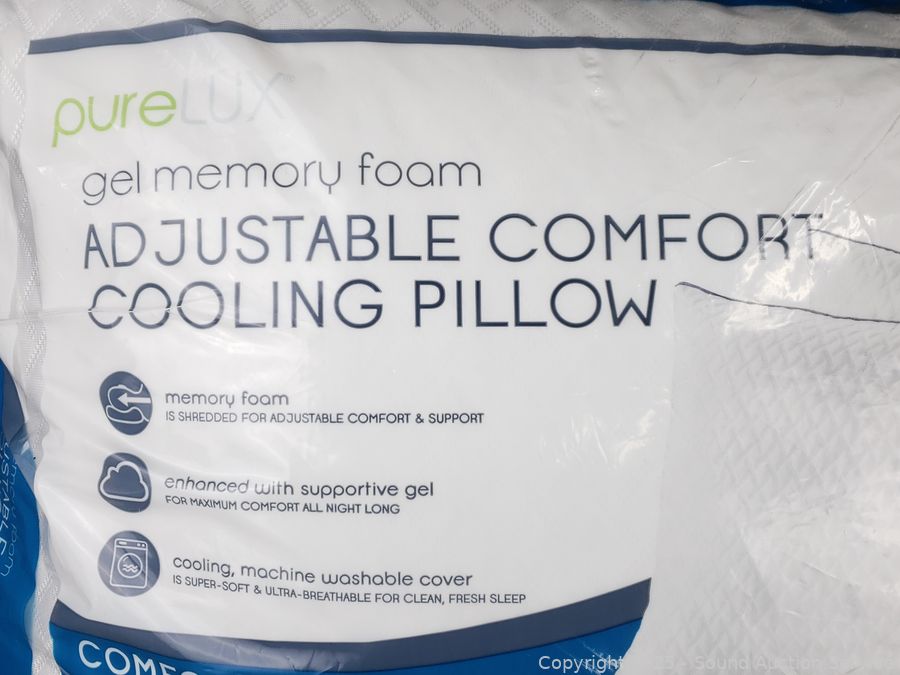 pureLUX
gel memory foam
ADJUSTABLE COMFORT
COOLING PILLOW
memory foam
IS SHREDDED FOR ADJUSTABLE COMFORT & SUPPORT
enhanced with supportive gel
FOR MAXIMUM COMFORT ALL NIGHT LONG
cooling, machine washable cover
IS SUPER-SOFT & ULTRA-BREATHABLE FOR CLEAN, FRESH SLEEP
Copyright
Sound Auction